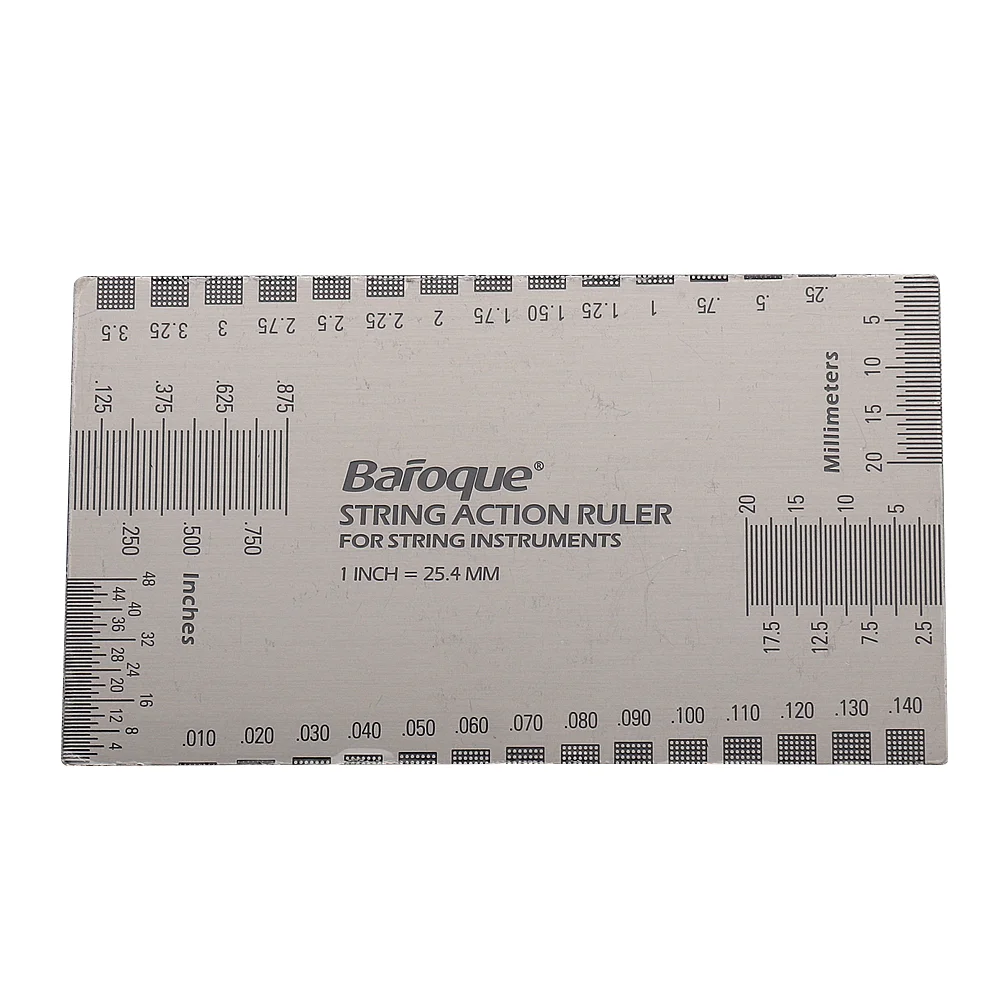 3.5 3.25 3 2.75 2.5 2.25 2 1.75 1.50 1.25 1 .75 .5 .25
.125 .375 .625 .875
.250 .500 .750
Inches
48 44 40 36 32 28 24 20 16 12 8 4
Baroque®
STRING ACTION RULER
FOR STRING INSTRUMENTS
1 INCH = 25.4 MM
5 10 15 20
Millimeters
20 15 10 5
17.5 12.5 7.5 2.5
.010 .020 .030 .040 .050 .060 .070 .080 .090 .100 .110 .120 .130 .140